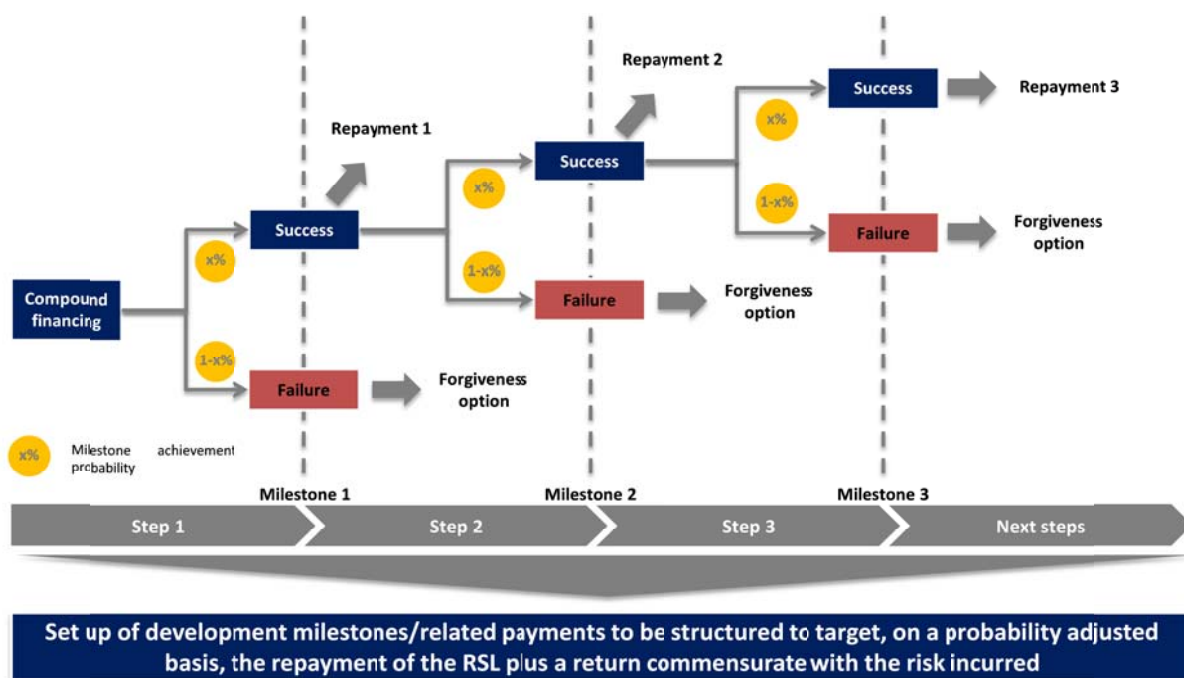 Repayment 2
Success
Repayment 3
x%
Repayment 1
Success
x%
1-x%
Success
Failure
Forgiveness
option
x%
1-x%
Compound
financing
Failure
Forgiveness
option
1-x%
Failure
Forgiveness
option
x%
Milestone achievement
probability
Milestone 1
Milestone 2
Milestone 3
Step 1
Step 2
Step 3
Next steps
Set up of development milestones/related payments to be structured to target, on a probability adjusted
basis, the repayment of the RSL plus a return commensurate with the risk incurred